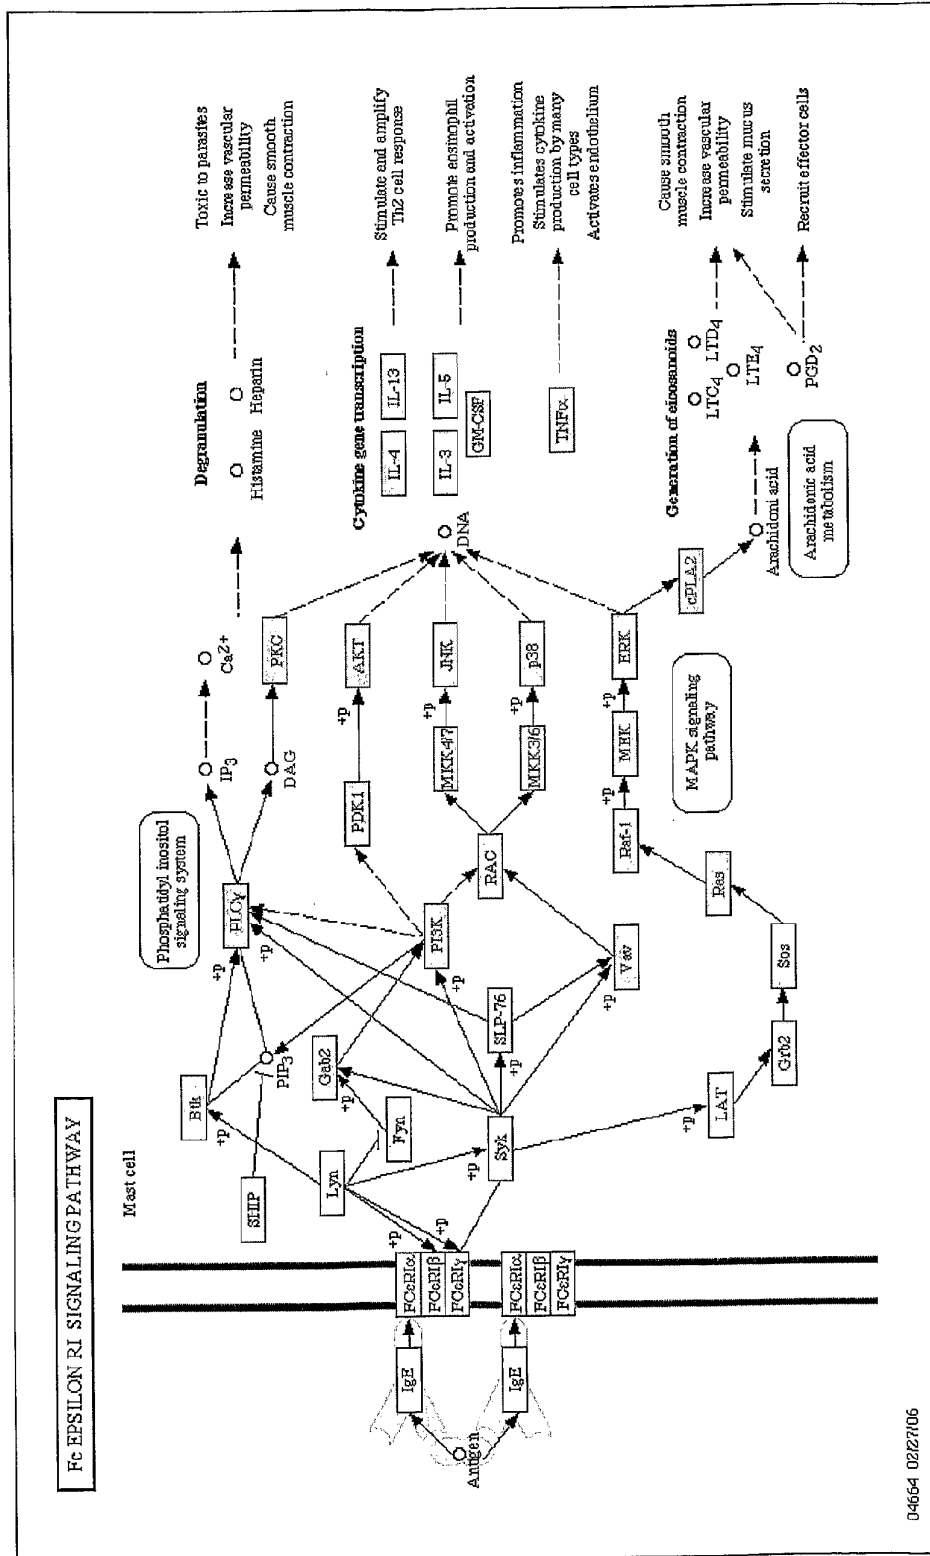 Fc EPSILON RI SIGNALING PATHWAY
Mast cell
Antigen
IgE
IgE
FCεRIα
FCεRIβ
FCεRIγ
FCεRIα
FCεRIβ
FCεRIγ
+p
+p
SHIP
Lyn
Fyn
+p
Syk
+p
Btk
+p
PIP3
Gab2
+p
SLP-76
+p
LAT
+p
Grb2
Sos
Ras
Phosphatidyl inositol
signaling system
PLCγ
+p
+p
PI3K
+p
Vav
+p
RAC
IP3
DAG
Ca2+
PKC
PDK1
+p
AKT
MKK4/7
+p
JNK
MKK3/6
+p
p38
Raf-1
+p
MEK
+p
ERK
MAPK signaling
pathway
cPLA2
DNA
Arachidoni acid
Arachidonic acid
metabolism
Degranulation
Histamine
Heparin
Toxic to parasites
Increase vascular
permeability
Cause smooth
muscle contraction
Cytokine gene transcription
IL-4
IL-13
Stimulate and amplify
Th2 cell response
IL-3
IL-5
GM-CSF
Promote eosinophil
production and activation
TNFα
Promotes inflammation
Stimulates cytokine
production by many
cell types
Activates endothelium
Generation of eicosanoids
LTC4
LTD4
LTE4
PGD2
Cause smooth
muscle contraction
Increase vascular
permeability
Stimulate mucus
secretion
Recruit effector cells
04664 02/27/06